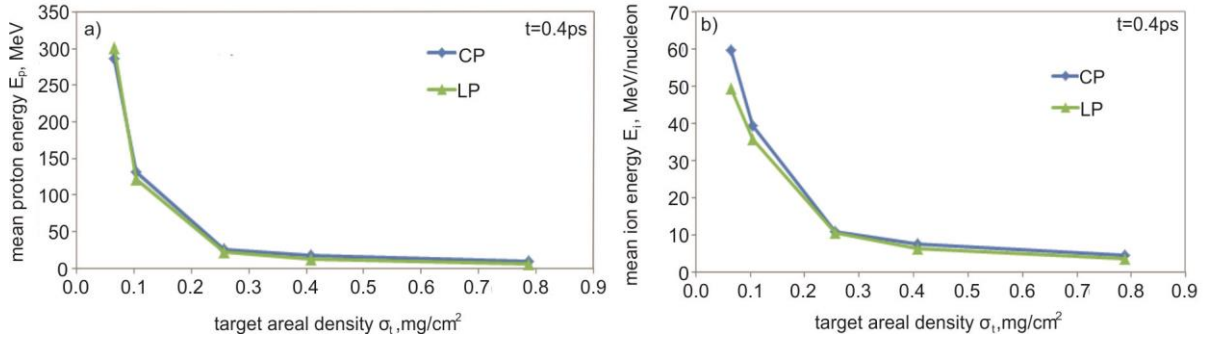 a)
t=0.4ps
350
300
250
200
150
100
50
0
mean proton energy Eₚ, MeV
CP
LP
0.0 0.1 0.2 0.3 0.4 0.5 0.6 0.7 0.8 0.9
target areal density σₜ,mg/cm²
b)
t=0.4ps
70
60
50
40
30
20
10
0
mean ion energy Eᵢ, MeV/nucleon
CP
LP
0.0 0.1 0.2 0.3 0.4 0.5 0.6 0.7 0.8 0.9
target areal density σₜ,mg/cm²